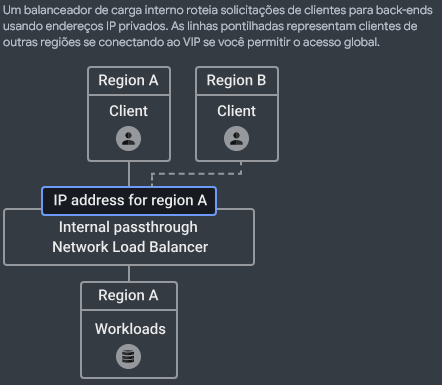 Um balanceador de carga interno roteia solicitações de clientes para back-ends
usando endereços IP privados. As linhas pontilhadas representam clientes de
outras regiões se conectando ao VIP se você permitir o acesso global.
Region A
Region B
Client
Client
IP address for region A
Internal passthrough
Network Load Balancer
Region A
Workloads